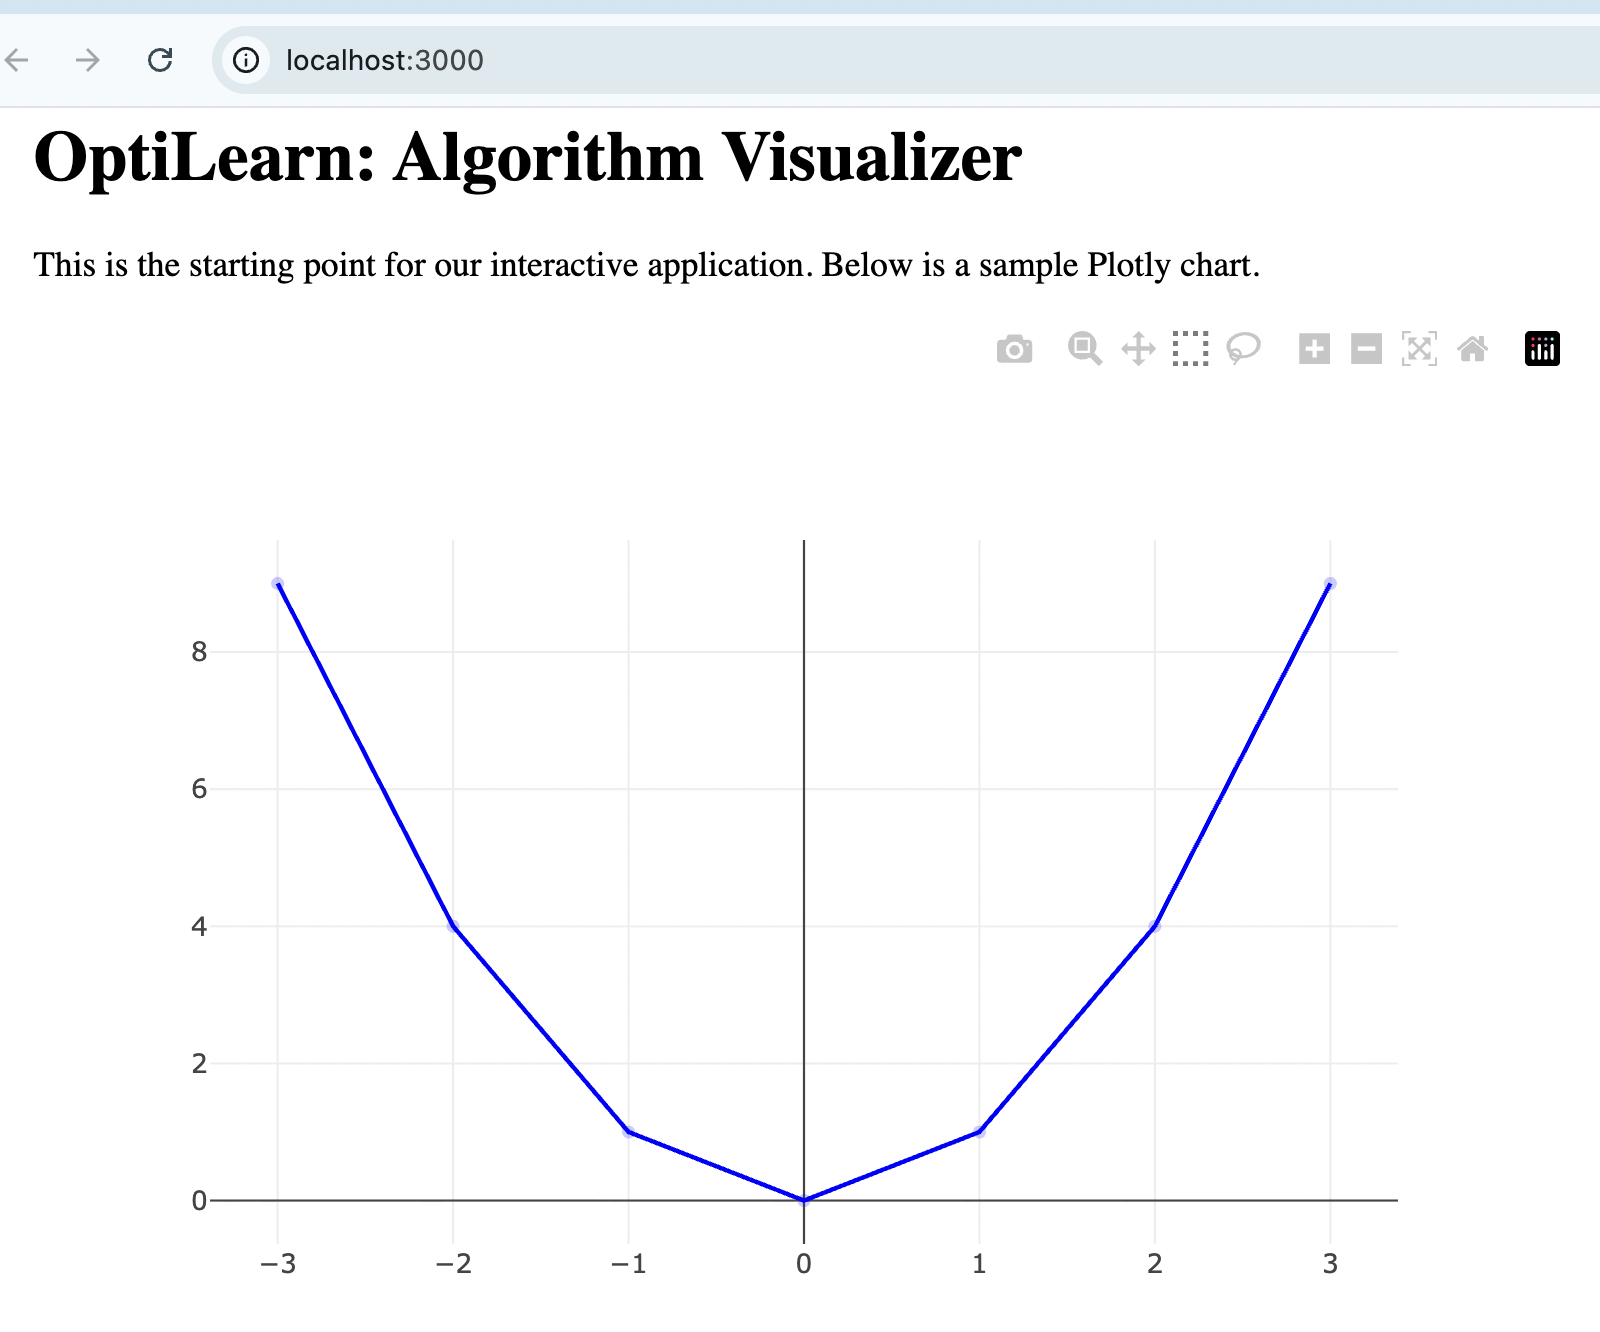 localhost:3000
OptiLearn: Algorithm Visualizer
This is the starting point for our interactive application. Below is a sample Plotly chart.
8
6
4
2
0
−3 −2 −1 0 1 2 3